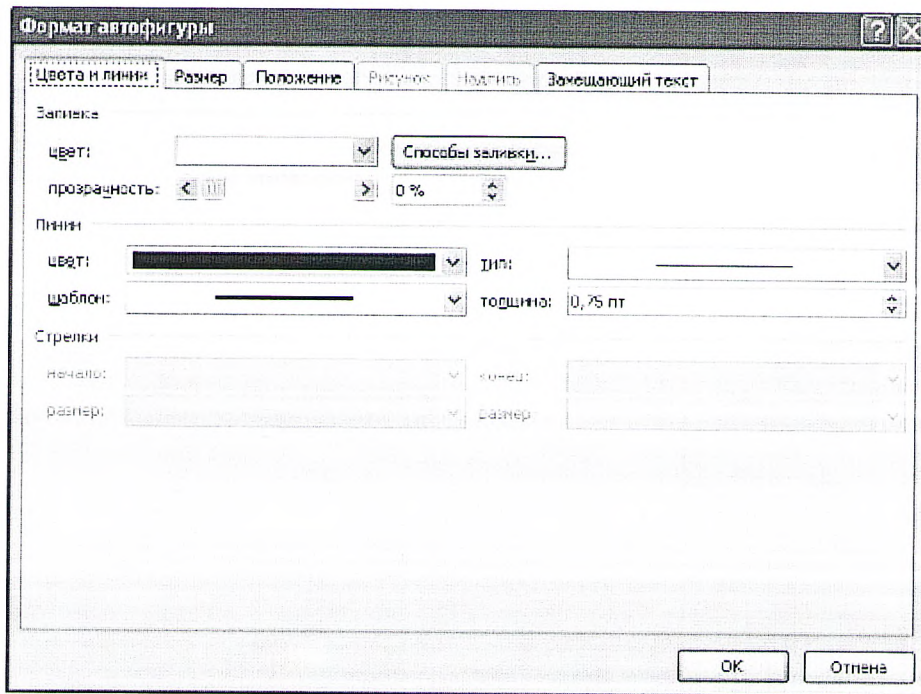 Формат автофигуры
Цвета и линии Размер Положение Рисунок Надпись Замещающий текст
Заливка
цвет: Способы заливки...
прозрачность: 0 %
Линии
цвет: тип:
шаблон: толщина: 0,75 пт
Стрелки
начало: конец:
размер: размер:
ОК Отмена